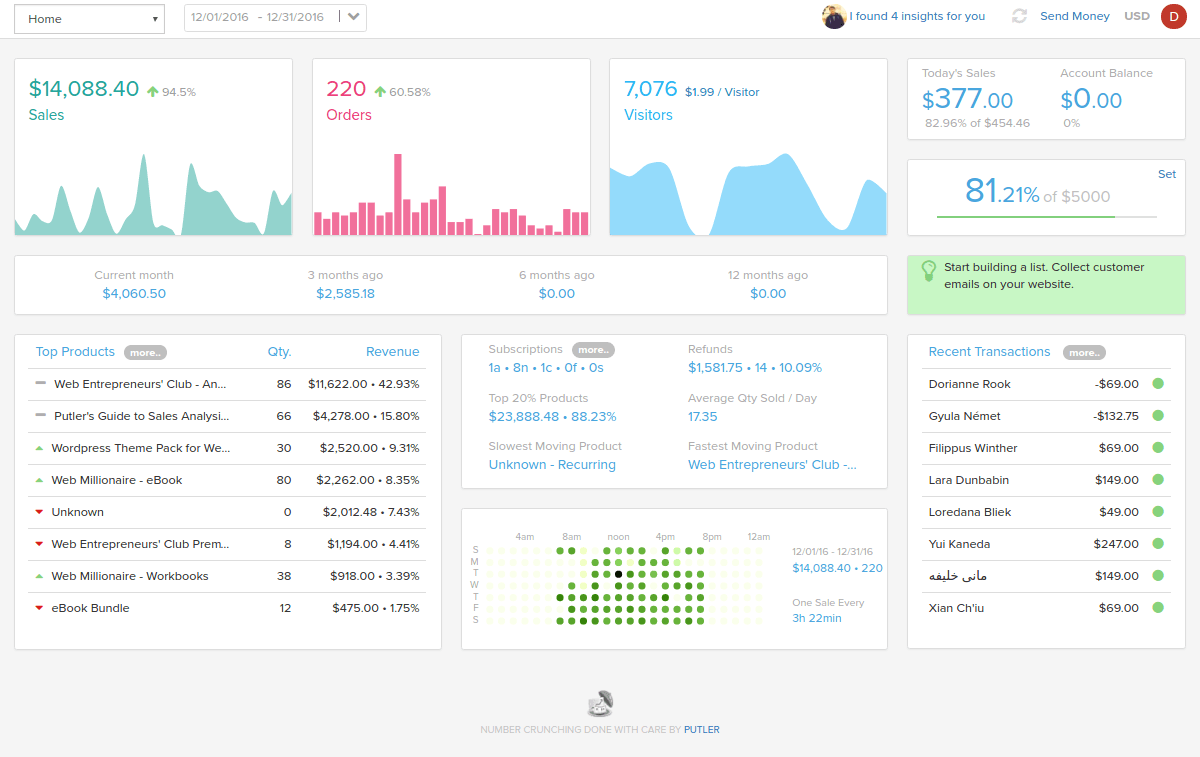 Home
12/01/2016 - 12/31/2016
I found 4 insights for you
Send Money
USD
D
$14,088.40 94.5%
Sales
220 60.58%
Orders
7,076 $1.99 / Visitor
Visitors
Today's Sales
$377.00
82.96% of $454.46
Account Balance
$0.00
0%
Set
81.21% of $5000
Current month
$4,060.50
3 months ago
$2,585.18
6 months ago
$0.00
12 months ago
$0.00
Start building a list. Collect customer
emails on your website.
Top Products more.. Qty. Revenue
Web Entrepreneurs' Club - An... 86 $11,622.00 • 42.93%
Putler's Guide to Sales Analysi... 66 $4,278.00 • 15.80%
Wordpress Theme Pack for We... 30 $2,520.00 • 9.31%
Web Millionaire - eBook 80 $2,262.00 • 8.35%
Unknown 0 $2,012.48 • 7.43%
Web Entrepreneurs' Club Prem... 8 $1,194.00 • 4.41%
Web Millionaire - Workbooks 38 $918.00 • 3.39%
eBook Bundle 12 $475.00 • 1.75%
Subscriptions more..
1a • 8n • 1c • 0f • 0s
Refunds
$1,581.75 • 14 • 10.09%
Top 20% Products
$23,888.48 • 88.23%
Average Qty Sold / Day
17.35
Slowest Moving Product
Unknown - Recurring
Fastest Moving Product
Web Entrepreneurs' Club -...
4am 8am noon 4pm 8pm 12am
S
M
T
W
T
F
S
12/01/16 - 12/31/16
$14,088.40 • 220
One Sale Every
3h 22min
Recent Transactions more..
Dorianne Rook -$69.00
Gyula Német -$132.75
Filippus Winther $69.00
Lara Dunbabin $149.00
Loredana Bliek $49.00
Yui Kaneda $247.00
مانی خلیفه $149.00
Xian Ch'iu $69.00
NUMBER CRUNCHING DONE WITH CARE BY PUTLER